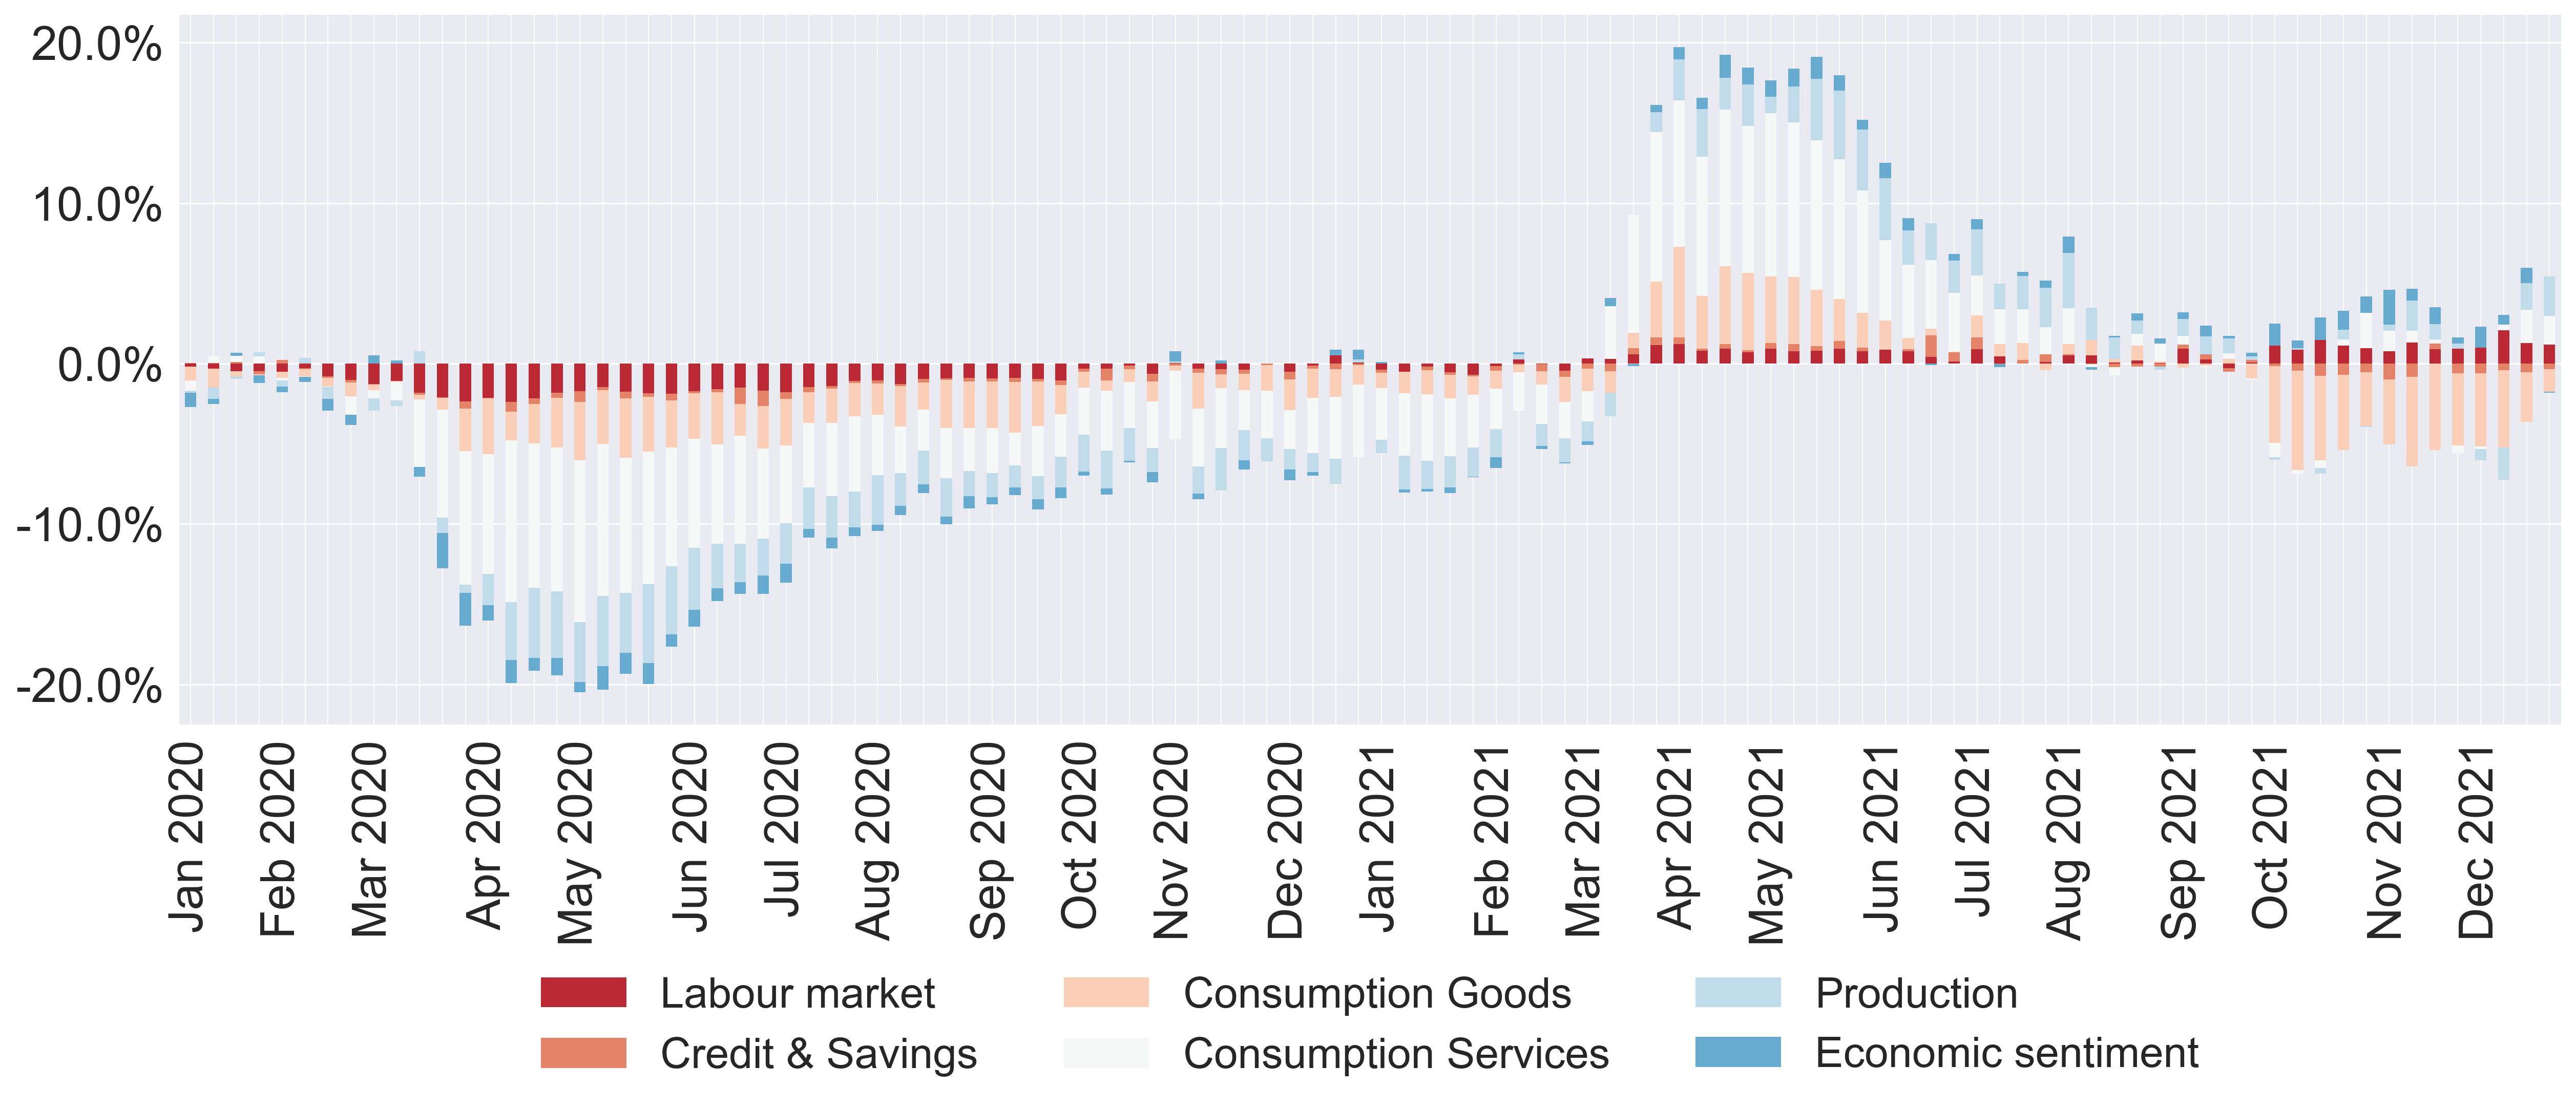 20.0%
10.0%
0.0%
-10.0%
-20.0%
Jan 2020
Feb 2020
Mar 2020
Apr 2020
May 2020
Jun 2020
Jul 2020
Aug 2020
Sep 2020
Oct 2020
Nov 2020
Dec 2020
Jan 2021
Feb 2021
Mar 2021
Apr 2021
May 2021
Jun 2021
Jul 2021
Aug 2021
Sep 2021
Oct 2021
Nov 2021
Dec 2021
Labour market
Consumption Goods
Production
Credit & Savings
Consumption Services
Economic sentiment